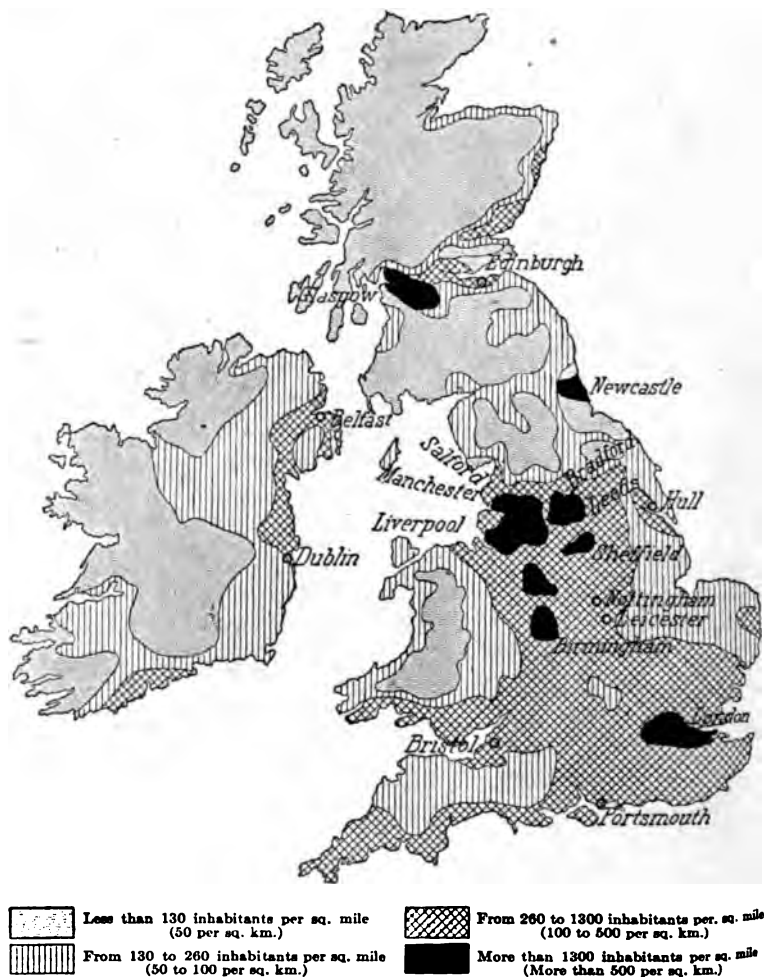 Edinburgh
Glasgow
Newcastle
Belfast
Salford
Manchester
Bradford
Leeds
Hull
Liverpool
Dublin
Sheffield
Nottingham
Leicester
Birmingham
London
Bristol
Portsmouth
Less than 130 inhabitants per sq. mile
(50 per sq. km.)
From 130 to 260 inhabitants per sq. mile
(50 to 100 per sq. km.)
From 260 to 1300 inhabitants per. sq. mile
(100 to 500 per sq. km.)
More than 1300 inhabitants per sq. mile
(More than 500 per sq. km.)